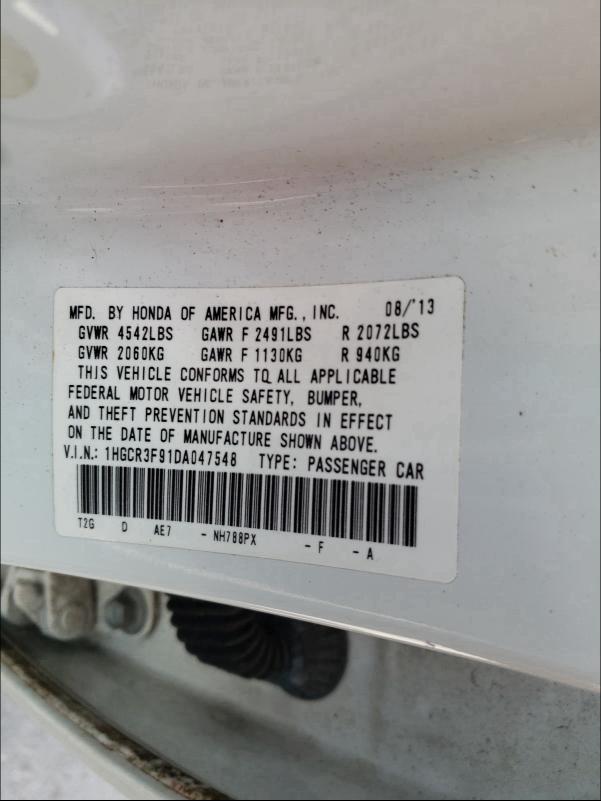 MFD. BY HONDA OF AMERICA MFG., INC. 08/'13
GVWR 4542LBS GAWR F 2491LBS R 2072LBS
GVWR 2060KG GAWR F 1130KG R 940KG
THIS VEHICLE CONFORMS TO ALL APPLICABLE
FEDERAL MOTOR VEHICLE SAFETY, BUMPER,
AND THEFT PREVENTION STANDARDS IN EFFECT
ON THE DATE OF MANUFACTURE SHOWN ABOVE.
V.I.N.: 1HGCR3F91DA047548 TYPE: PASSENGER CAR
T2G D AE7 - NH788PX - F - A